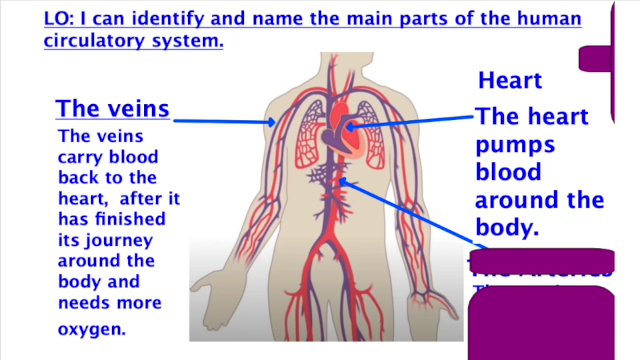 LO: I can identify and name the main parts of the human
circulatory system.
The veins
The veins
carry blood
back to the
heart, after it
has finished
its journey
around the
body and
needs more
oxygen.
Heart
The heart
pumps
blood
around the
body.
The Arteries